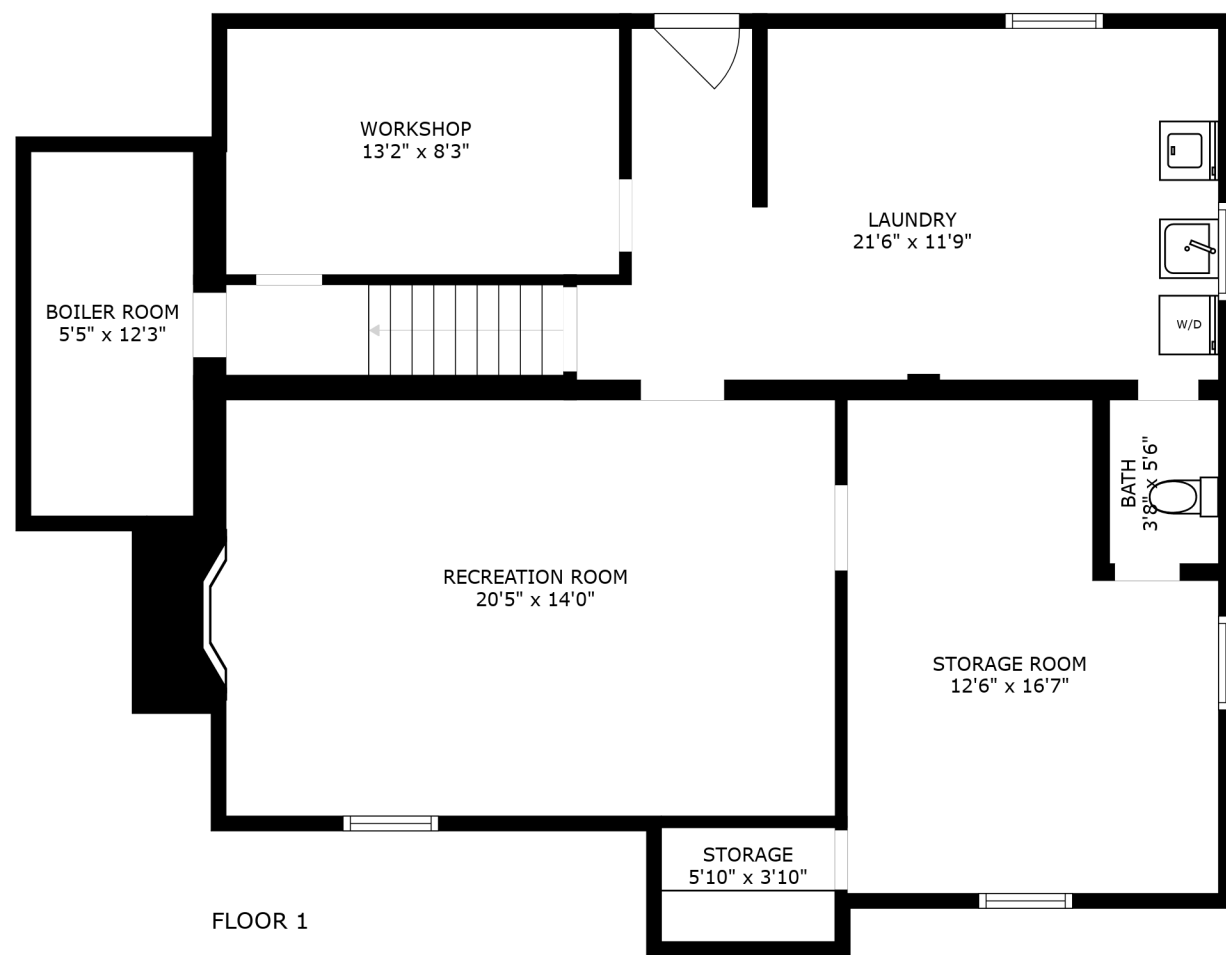 WORKSHOP
13'2" x 8'3"
LAUNDRY
21'6" x 11'9"
BOILER ROOM
5'5" x 12'3"
W/D
BATH
3'8" x 5'6"
RECREATION ROOM
20'5" x 14'0"
STORAGE ROOM
12'6" x 16'7"
STORAGE
5'10" x 3'10"
FLOOR 1